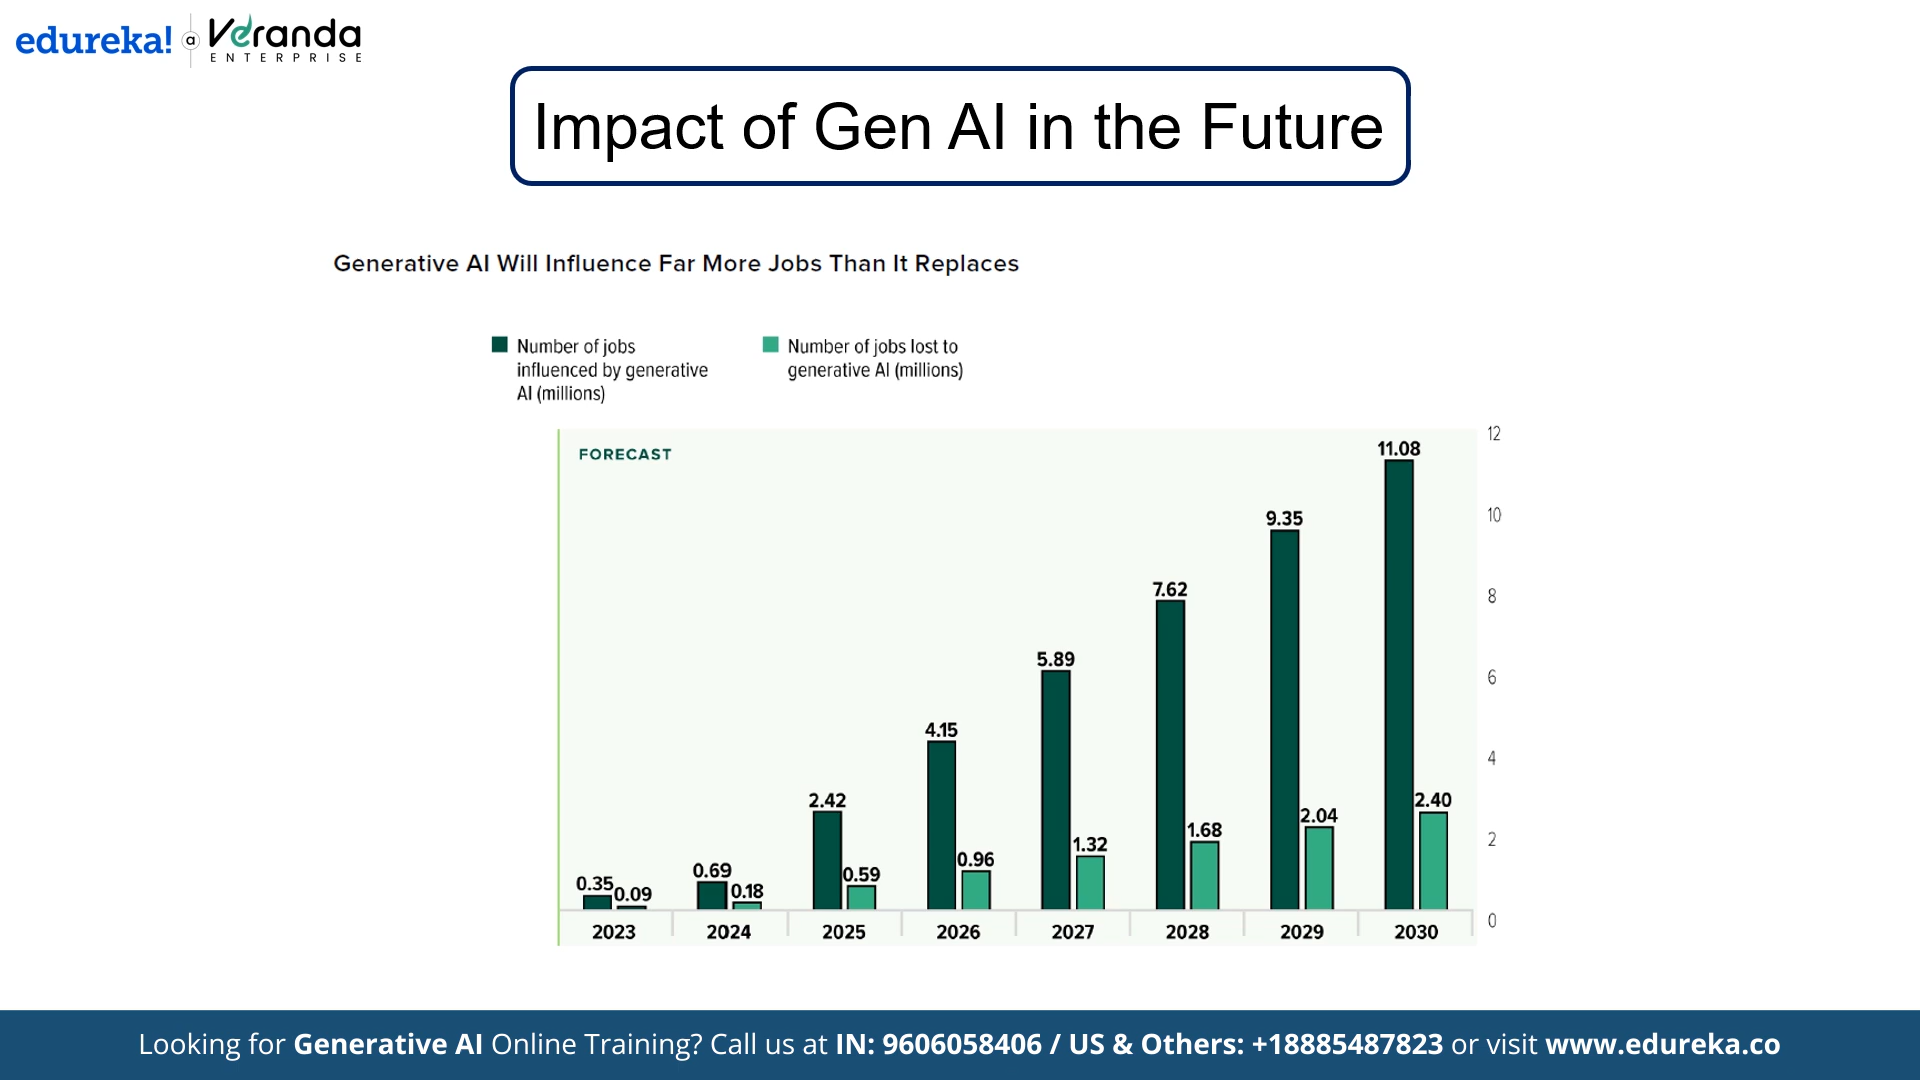 edureka! a Veranda
ENTERPRISE
Impact of Gen AI in the Future
Generative AI Will Influence Far More Jobs Than It Replaces
Number of jobs
influenced by generative
AI (millions)
Number of jobs lost to
generative AI (millions)
FORECAST
12
10
8
6
4
2
0
0.35 0.09
0.69 0.18
2.42 0.59
4.15 0.96
5.89 1.32
7.62 1.68
9.35 2.04
11.08 2.40
2023 2024 2025 2026 2027 2028 2029 2030
Looking for Generative AI Online Training? Call us at IN: 9606058406 / US & Others: +18885487823 or visit www.edureka.co